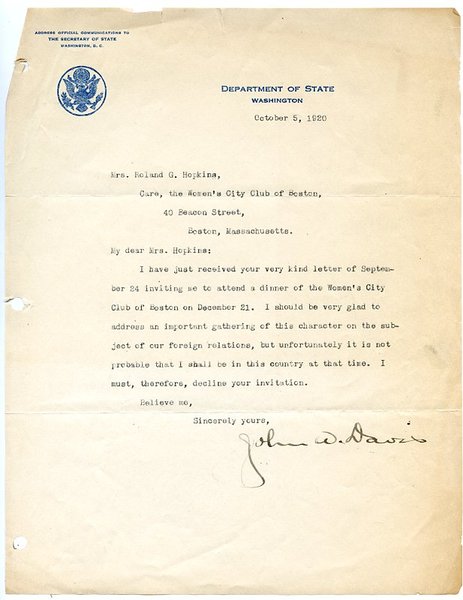 ADDRESS OFFICIAL COMMUNICATIONS TO
THE SECRETARY OF STATE
WASHINGTON, D. C.
DEPARTMENT OF STATE
WASHINGTON
October 5, 1920
Mrs. Roland G. Hopkins,
Care, the Women's City Club of Boston,
40 Beacon Street,
Boston, Massachusetts.
My dear Mrs. Hopkins:
I have just received your very kind letter of Septem-
ber 24 inviting me to attend a dinner of the Women's City
Club of Boston on December 21. I should be very glad to
address an important gathering of this character on the sub-
ject of our foreign relations, but unfortunately it is not
probable that I shall be in this country at that time. I
must, therefore, decline your invitation.
Believe me,
Sincerely yours,
John W. Davis